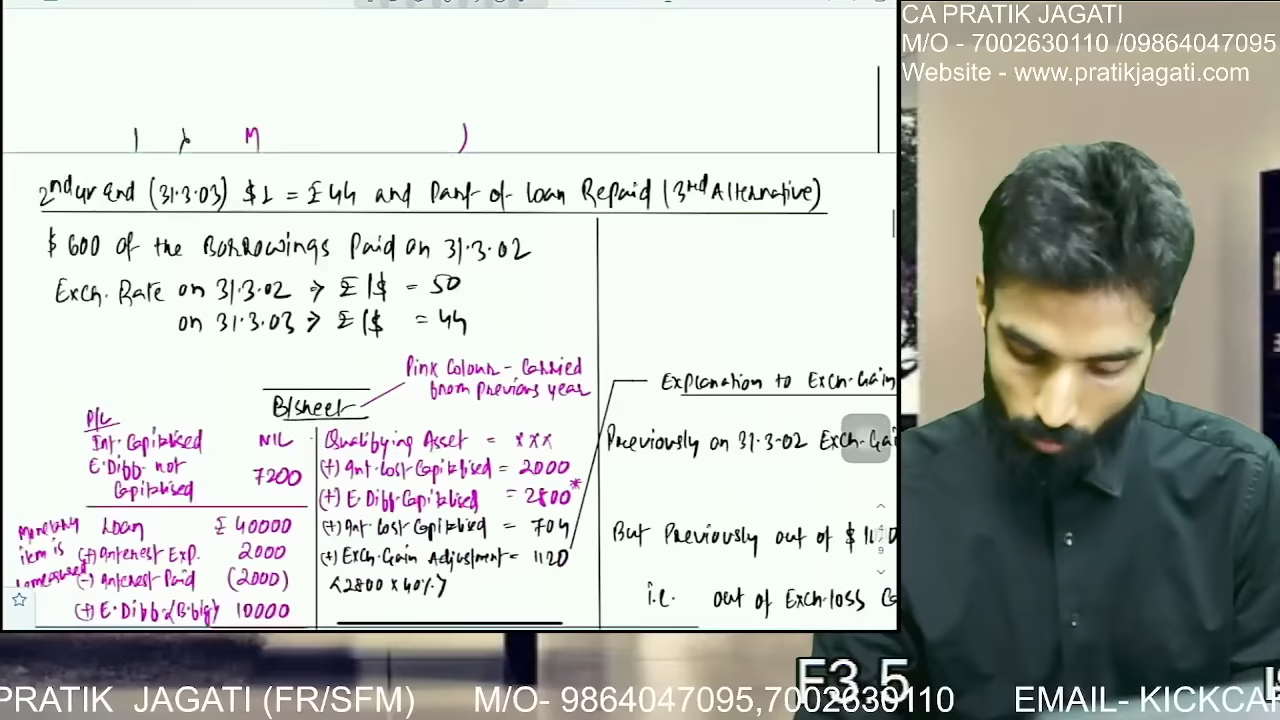 CA PRATIK JAGATI
M/O - 7002630110 /09864047095
Website - www.pratikjagati.com
2nd yr End (31.3.03) $1 = ₤44 and Part of Loan Repaid (3rd Alternative)
$ 600 of the Borrowings Paid on 31.3.02
Exch. Rate on 31.3.02 → ₤|$ = 50
on 31.3.03 → ₤|$ = 44
Pink Colour - Carried
from Previous year
B/sheet
P/L
Int. Capitalised NIL
E. Diff. not
Capitalised 7200
Loan ₤ 40000
(+) Interest Exp. 2000
(-) Interest Paid (2000)
(+) E. Diff. 10000
Monetary
item is
Qualifying Asset = xxx
(+) Int. Cost Capitalised = 2000
(+) E. Diff. Capitalised = 2800*
(+) Int Cost Capitalised = 704
(+) Exch. Gain Adjustment = 1120
(2800 x 40%)
Explanation to Exch. Gain
Previously on 31.3.02 Exch. Gai
But Previously out of $
i.e. out of Exch. loss
F3.5
PRATIK JAGATI (FR/SFM) M/O- 9864047095,7002630110 EMAIL- KICKCA